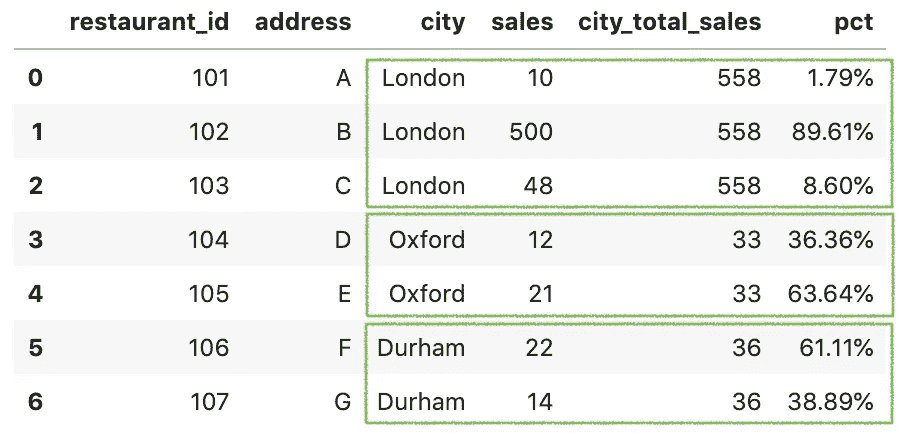 restaurant_id address city sales city_total_sales pct
0 101 A London 10 558 1.79%
1 102 B London 500 558 89.61%
2 103 C London 48 558 8.60%
3 104 D Oxford 12 33 36.36%
4 105 E Oxford 21 33 63.64%
5 106 F Durham 22 36 61.11%
6 107 G Durham 14 36 38.89%